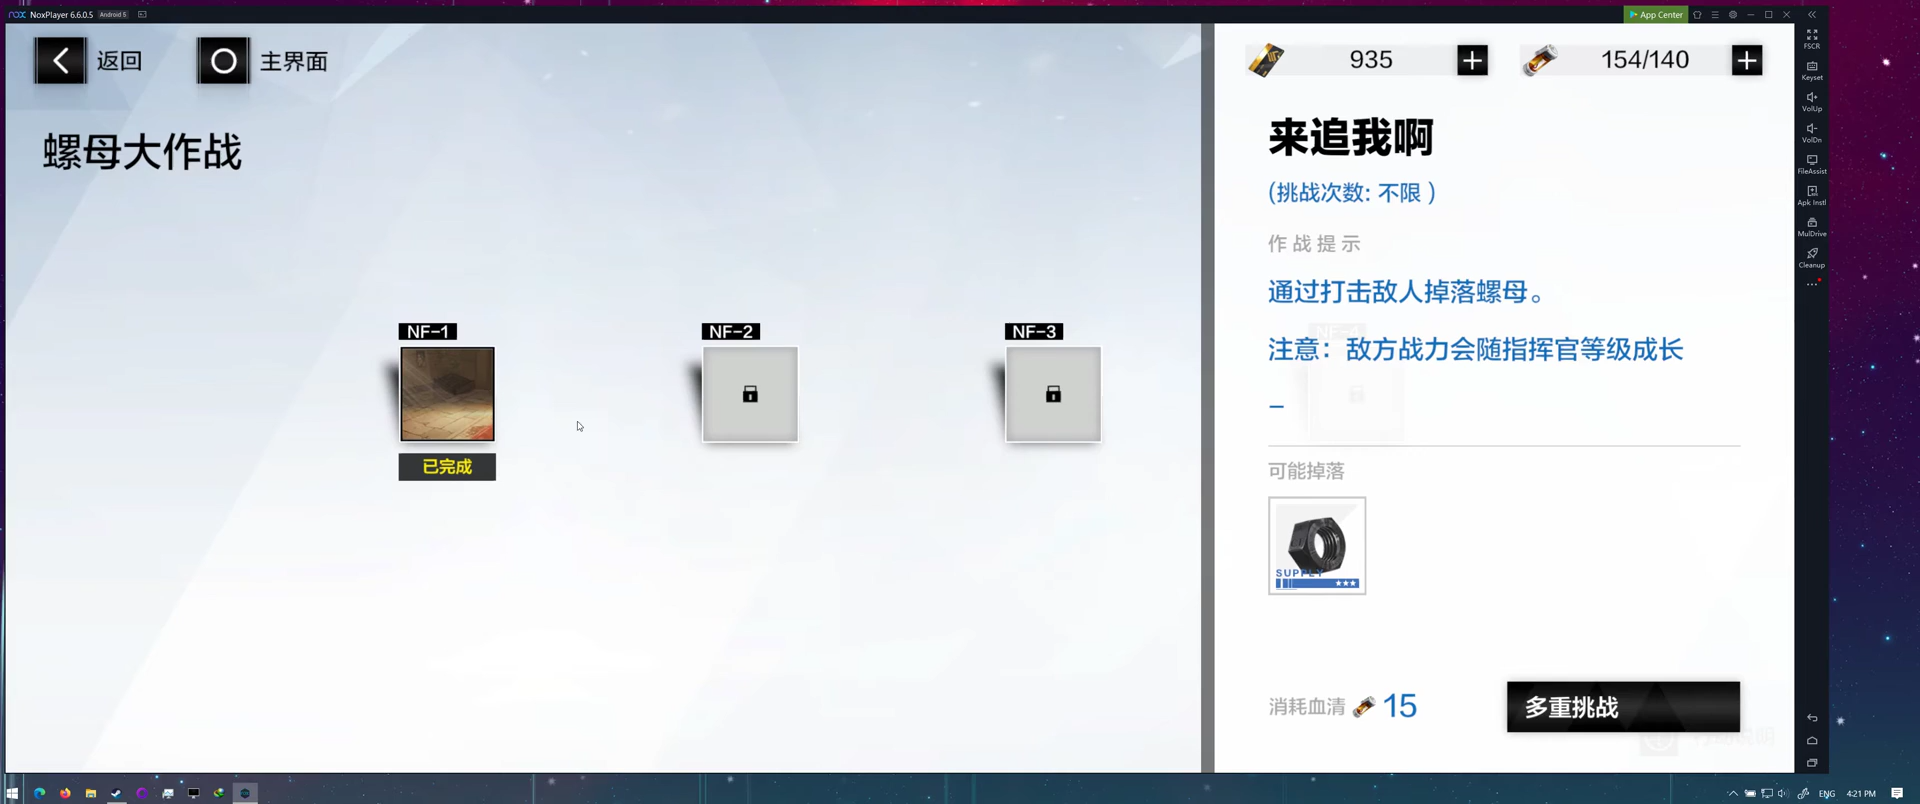 NoxPlayer 6.6.0.5 Android 5
App Center
返回
主界面
螺母大作战
NF-1
已完成
NF-2
NF-3
NF-4
935
154/140
来追我啊
(挑战次数: 不限 )
作战提示
通过打击敌人掉落螺母。
注意：敌方战力会随指挥官等级成长
–
可能掉落
SUPPLY
消耗血清
15
多重挑战
FSCR
Keyset
VolUp
VolDn
FileAssist
Apk Instl
MulDrive
Cleanup
ENG
4:21 PM